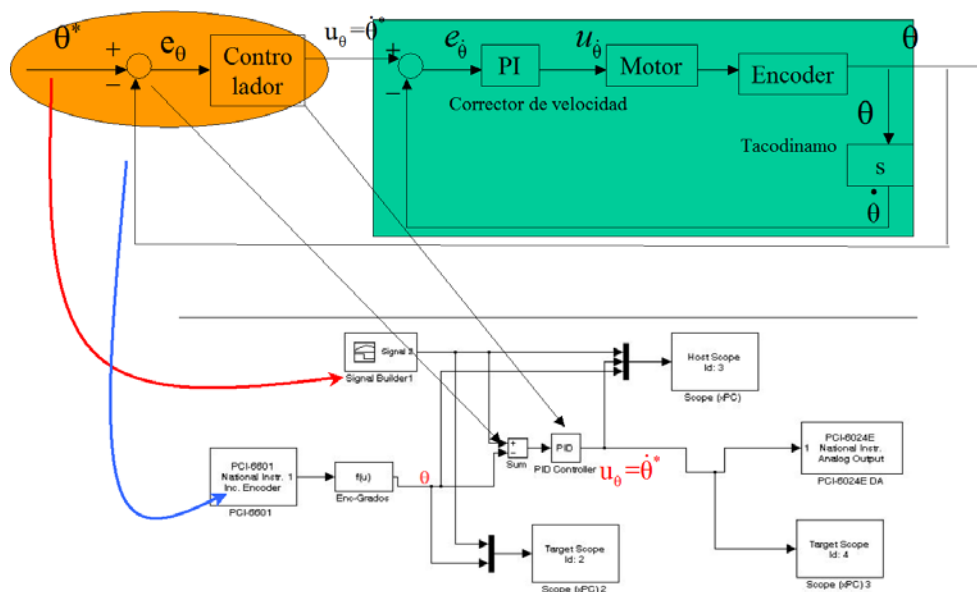 θ*
+
−
e_θ
Contro
lador
u_θ = θ̇*
+
−
e_θ̇
PI
u_θ̇
Motor
Encoder
θ
Corrector de velocidad
θ
Tacodinamo
s
θ̇
Signal 2
Signal Builder1
Host Scope
Id: 3
Scope (xPC)
PCI-6601
National Instr. 1
Inc. Encoder
PCI-6601
f(u)
Enc-Grados
θ
+
−
Sum
PID
PID Controller
u_θ = θ̇*
1
PCI-6024E
National Instr.
Analog Output
PCI-6024E DA
Target Scope
Id: 2
Scope (xPC) 2
Target Scope
Id: 4
Scope (xPC) 3